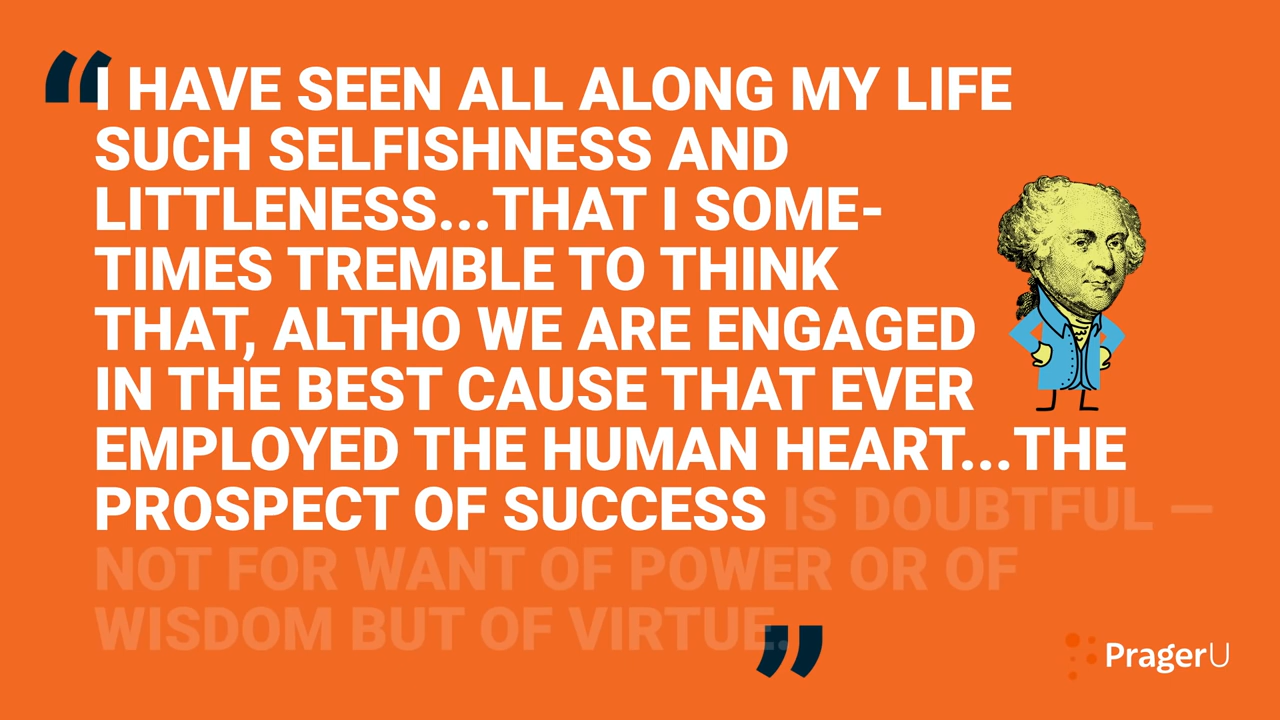 “I HAVE SEEN ALL ALONG MY LIFE
SUCH SELFISHNESS AND
LITTLENESS...THAT I SOME-
TIMES TREMBLE TO THINK
THAT, ALTHO WE ARE ENGAGED
IN THE BEST CAUSE THAT EVER
EMPLOYED THE HUMAN HEART...THE
PROSPECT OF SUCCESS IS DOUBTFUL —
NOT FOR WANT OF POWER OR OF
WISDOM BUT OF VIRTUE.”
PragerU